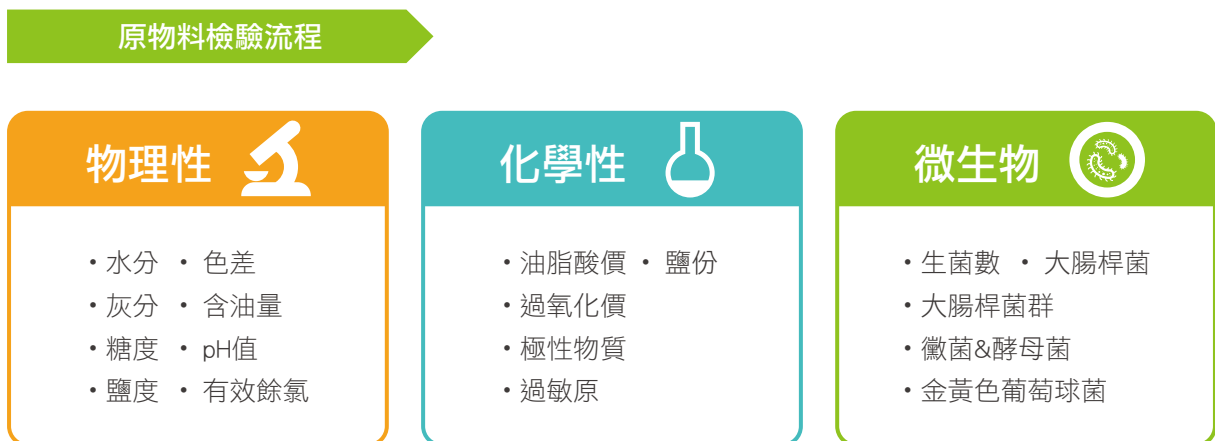 原物料檢驗流程
物理性
・水分 ・ 色差
・灰分 ・ 含油量
・糖度 ・ pH值
・鹽度 ・ 有效餘氯
化學性
・油脂酸價 ・ 鹽份
・過氧化價
・極性物質
・過敏原
微生物
・生菌數 ・ 大腸桿菌
・大腸桿菌群
・黴菌&酵母菌
・金黃色葡萄球菌